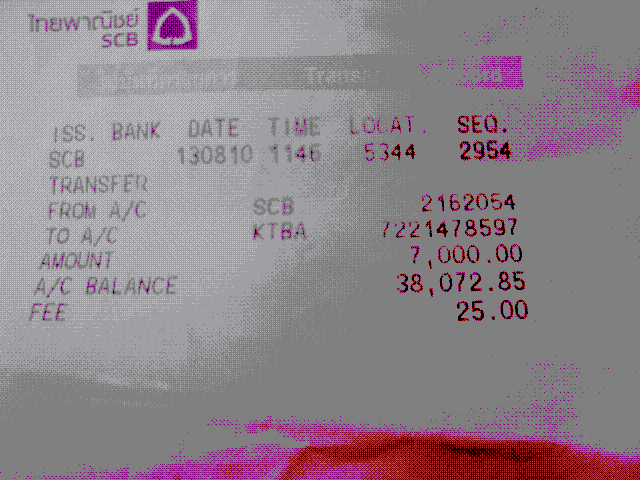 ไทยพาณิชย์
SCB
ISS. BANK DATE TIME LOCAT. SEQ.
SCB 130810 1146 5344 2954
TRANSFER
FROM A/C SCB 2162054
TO A/C KTBA 7221478597
AMOUNT 7,000.00
A/C BALANCE 38,072.85
FEE 25.00